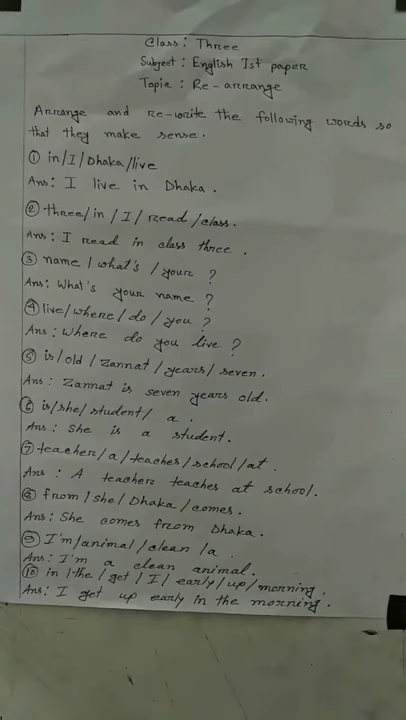 Class: Three
Subject: English Ist paper
Topic: Re-arrange
Arrange and re-write the following words so
that they make sense.
① in/I/Dhaka/live
Ans: I live in Dhaka.
② three/in/I/read/class.
Ans: I read in class three.
③ name/what's/your?
Ans: What's your name?
④ live/where/do/you?
Ans: Where do you live?
⑤ is/old/Zannat/years/seven.
Ans: Zannat is seven years old.
⑥ is/she/student/a.
Ans: She is a student.
⑦ teacher/a/teaches/school/at.
Ans: A teacher teaches at school.
⑧ from/she/Dhaka/comes.
Ans: She comes from Dhaka.
⑨ I'm/animal/clean/a.
Ans: I'm a clean animal.
⑩ in/the/get/I/early/up/morning.
Ans: I get up early in the morning.